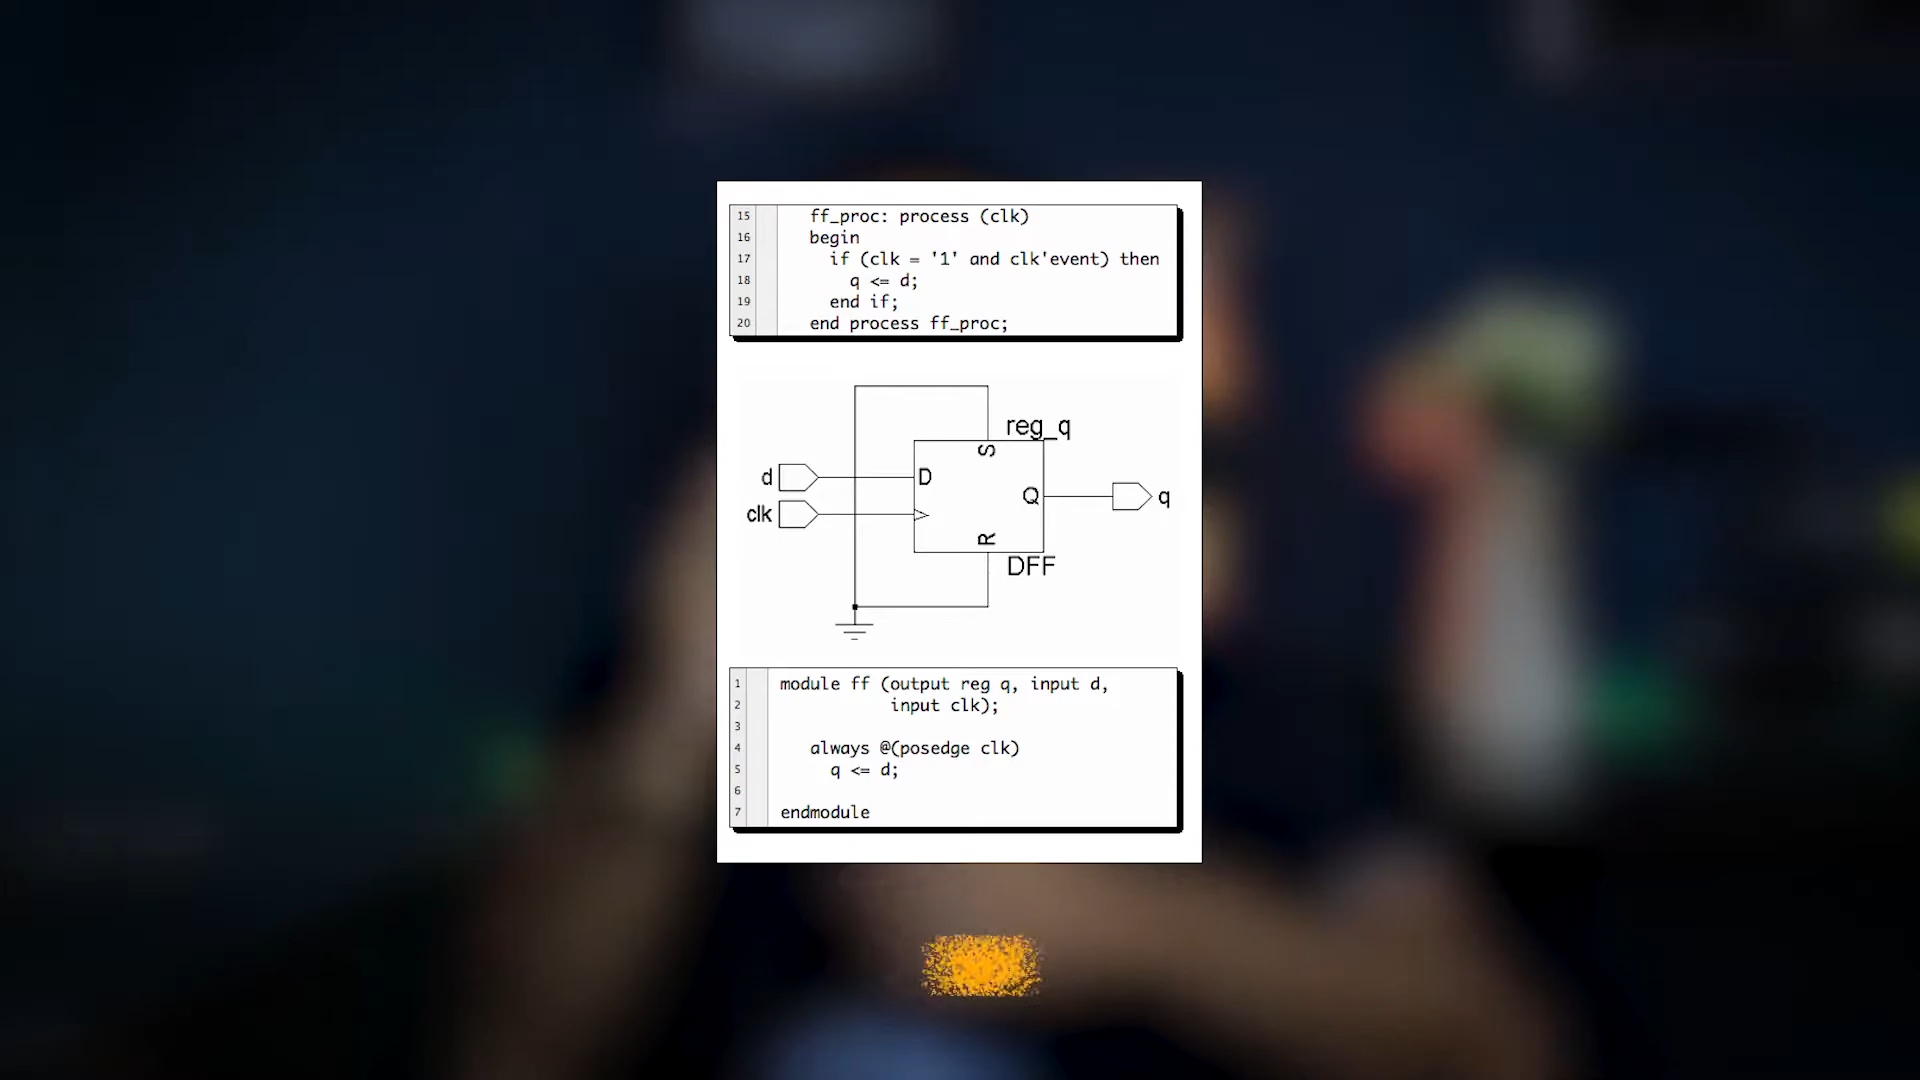 15 ff_proc: process (clk)
16 begin
17 if (clk = '1' and clk'event) then
18 q <= d;
19 end if;
20 end process ff_proc;
reg_q
S
d D
Q q
clk
R
DFF
1 module ff (output reg q, input d,
2 input clk);
3
4 always @(posedge clk)
5 q <= d;
6
7 endmodule